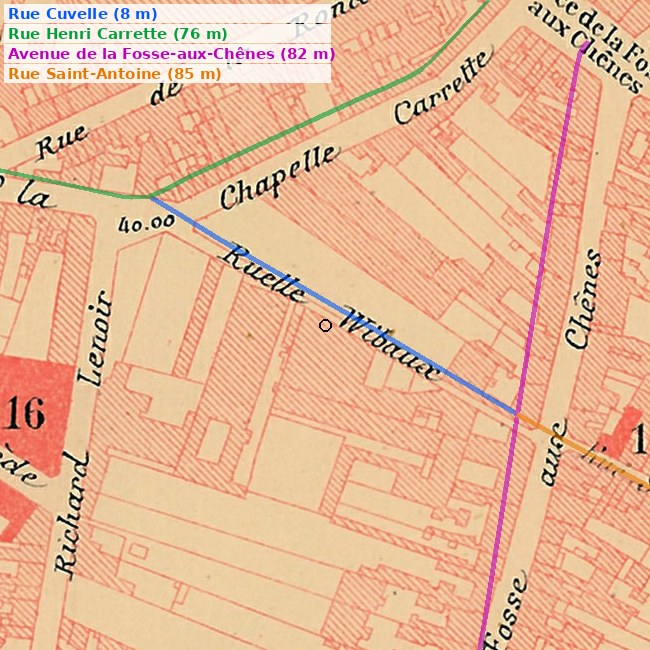 Rue Cuvelle (8 m)
Rue Henri Carrette (76 m)
Avenue de la Fosse-aux-Chênes (82 m)
Rue Saint-Antoine (85 m)
Rue de
la Chapelle Carrette
aux Chênes
40.00
Ruelle Wibaux
Richard Lenoir
16
Fosse aux Chênes